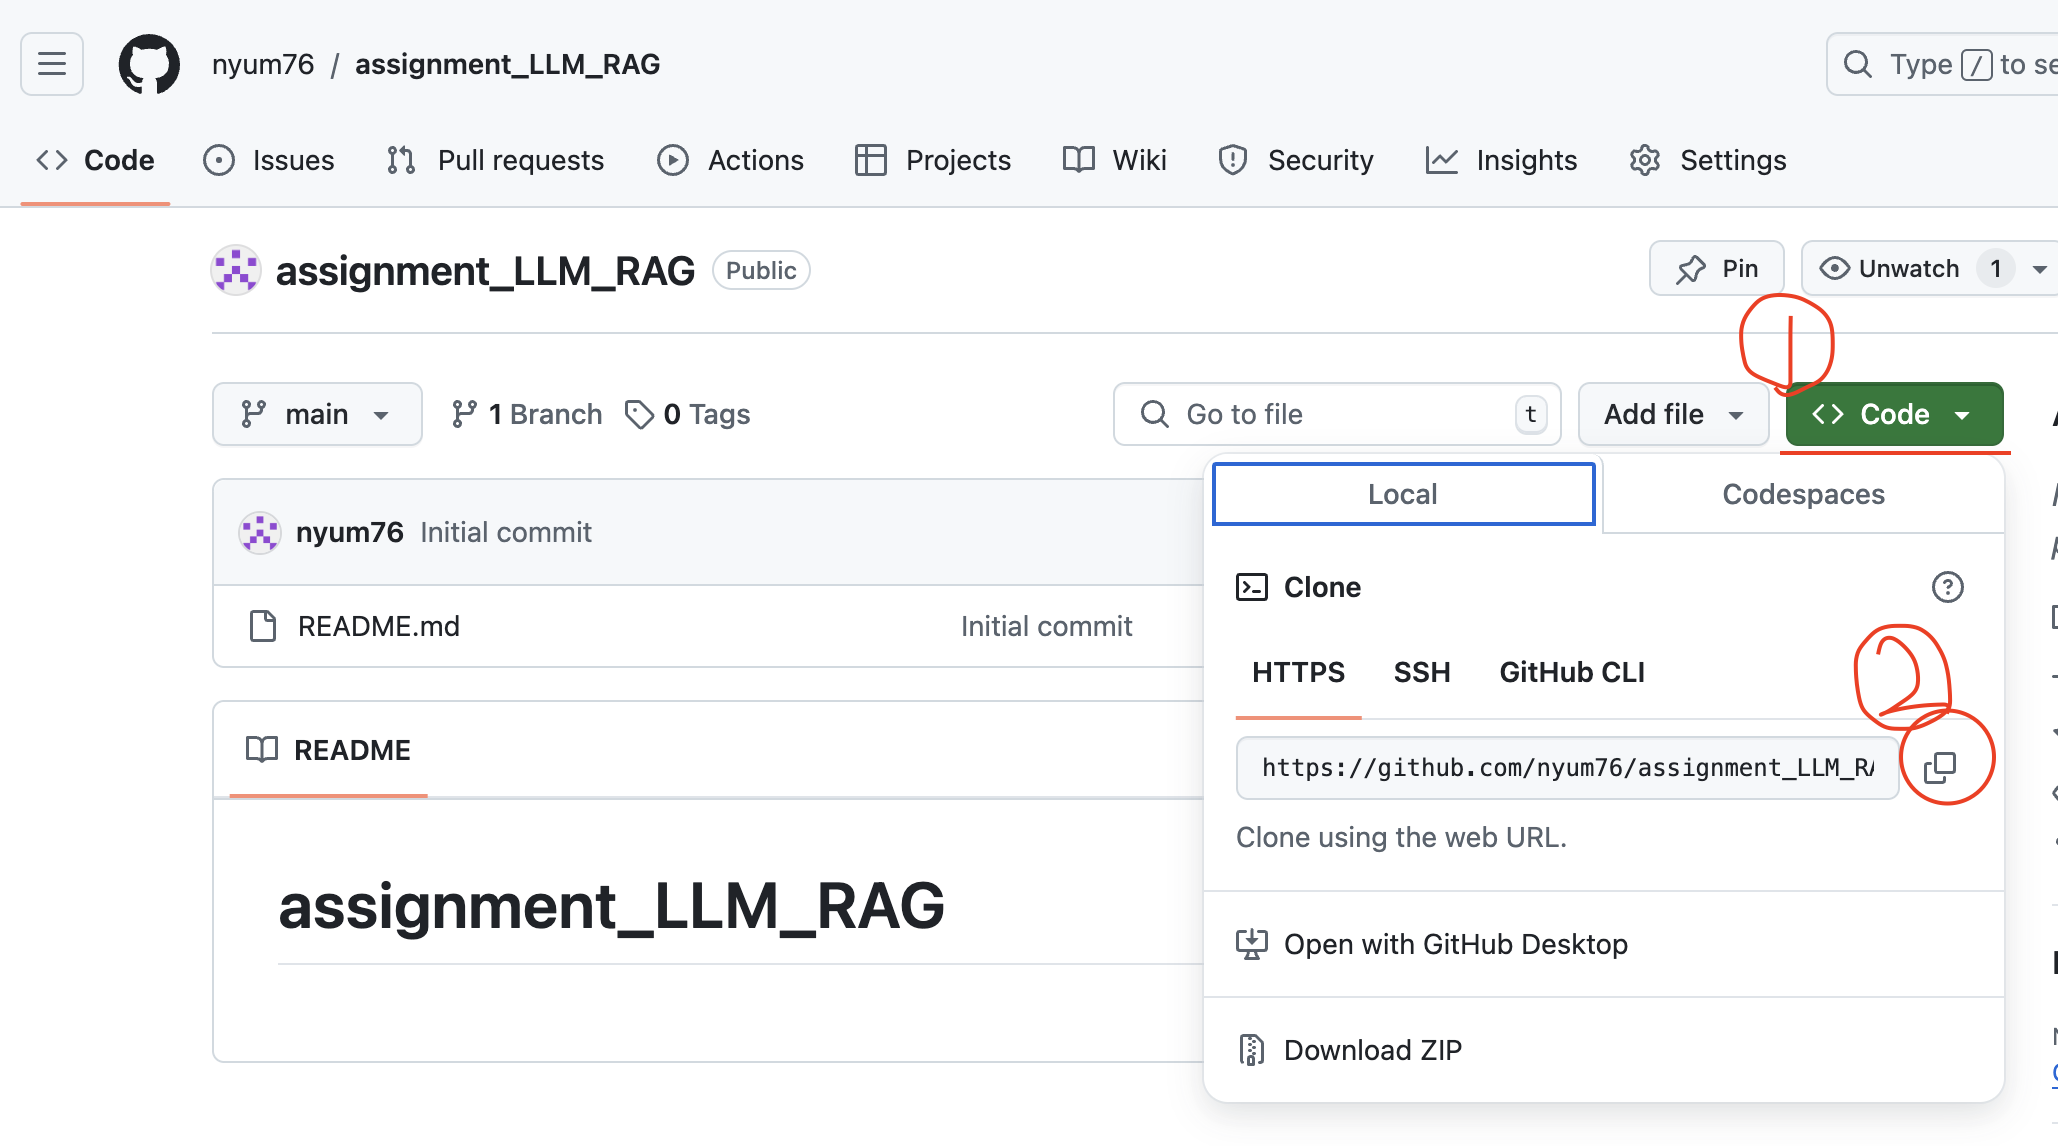 nyum76 / assignment_LLM_RAG
Type / to se
Code Issues Pull requests Actions Projects Wiki Security Insights Settings
assignment_LLM_RAG Public
Pin Unwatch 1
1
main 1 Branch 0 Tags
Go to file t Add file Code
Local Codespaces
nyum76 Initial commit
README.md Initial commit
Clone
HTTPS SSH GitHub CLI
2
https://github.com/nyum76/assignment_LLM_RA
Clone using the web URL.
README
assignment_LLM_RAG
Open with GitHub Desktop
Download ZIP